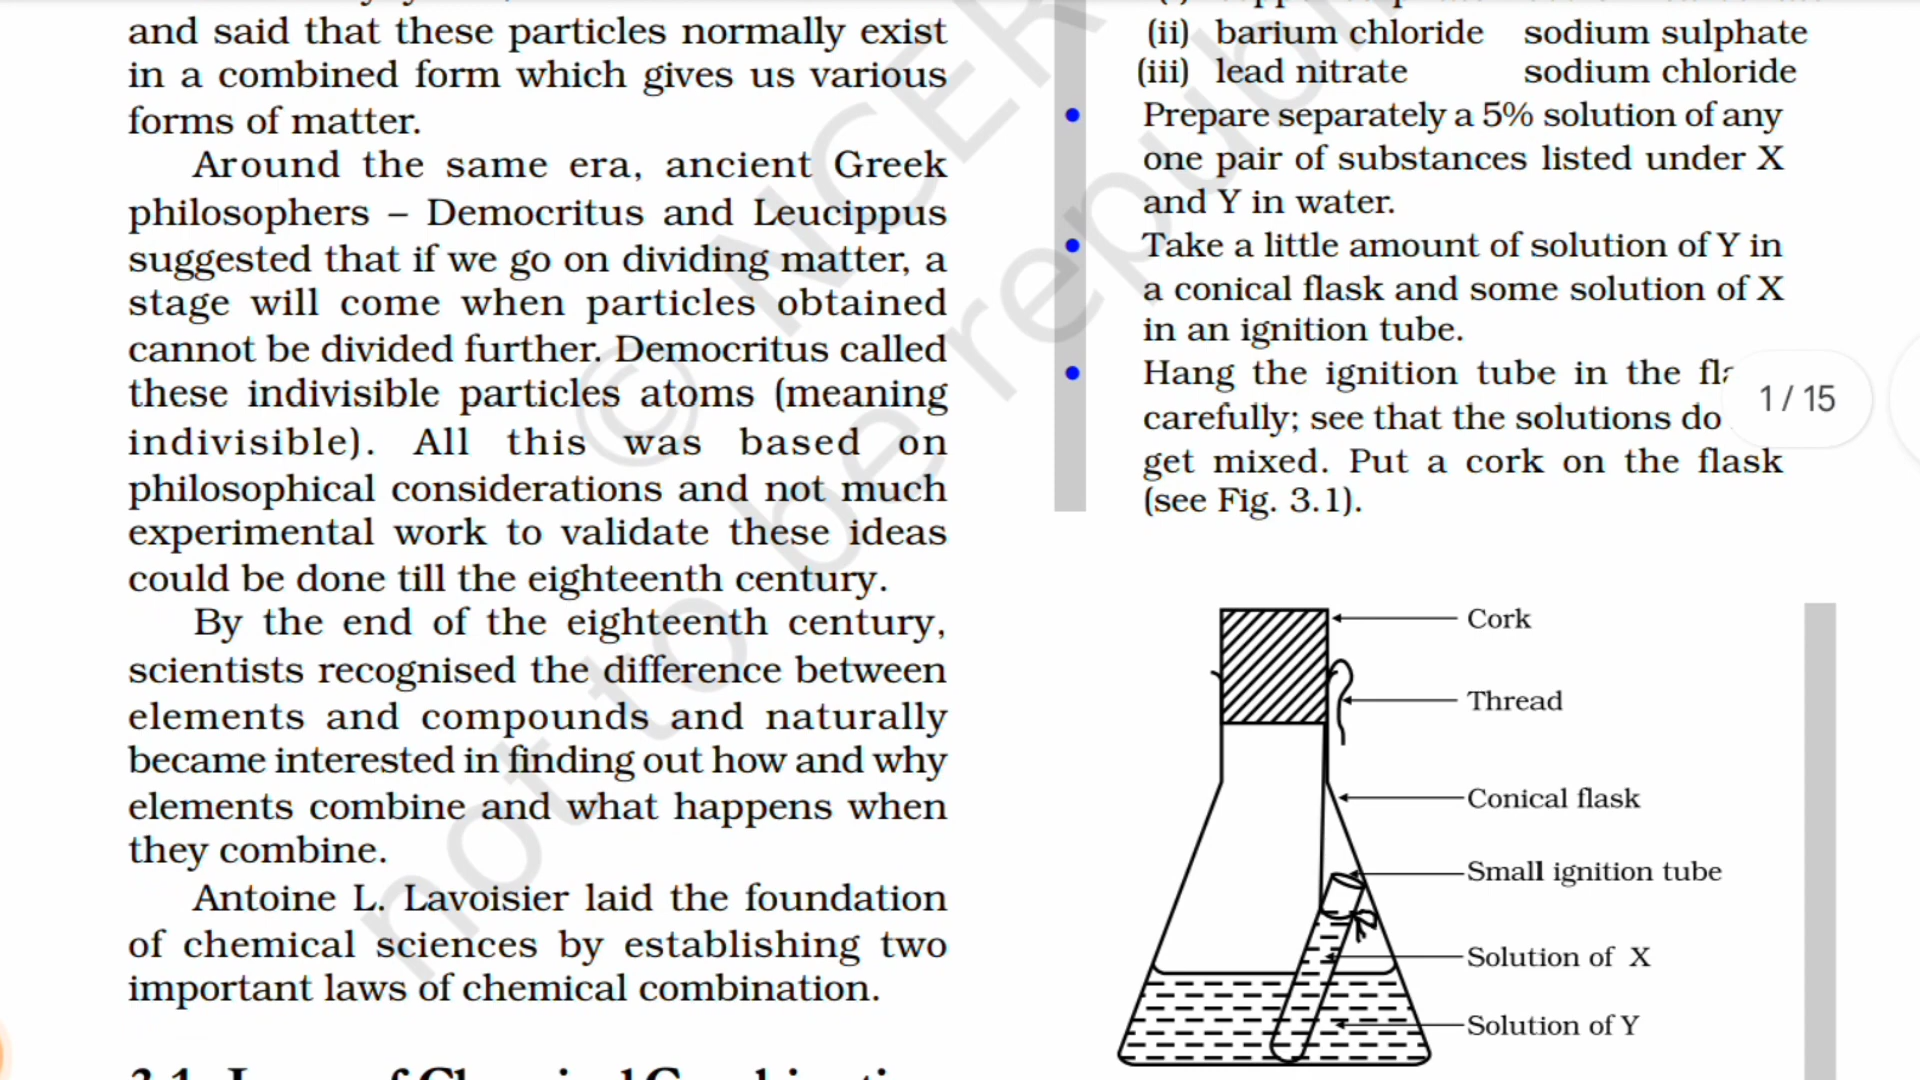 and said that these particles normally exist
in a combined form which gives us various
forms of matter.
Around the same era, ancient Greek
philosophers – Democritus and Leucippus
suggested that if we go on dividing matter, a
stage will come when particles obtained
cannot be divided further. Democritus called
these indivisible particles atoms (meaning
indivisible). All this was based on
philosophical considerations and not much
experimental work to validate these ideas
could be done till the eighteenth century.
By the end of the eighteenth century,
scientists recognised the difference between
elements and compounds and naturally
became interested in finding out how and why
elements combine and what happens when
they combine.
Antoine L. Lavoisier laid the foundation
of chemical sciences by establishing two
important laws of chemical combination.
(ii) barium chloride sodium sulphate
(iii) lead nitrate sodium chloride
• Prepare separately a 5% solution of any
one pair of substances listed under X
and Y in water.
• Take a little amount of solution of Y in
a conical flask and some solution of X
in an ignition tube.
• Hang the ignition tube in the
carefully; see that the solutions do
get mixed. Put a cork on the flask
(see Fig. 3.1).
1 / 15
Cork
Thread
Conical flask
Small ignition tube
Solution of X
Solution of Y
© NCER
not to be republ